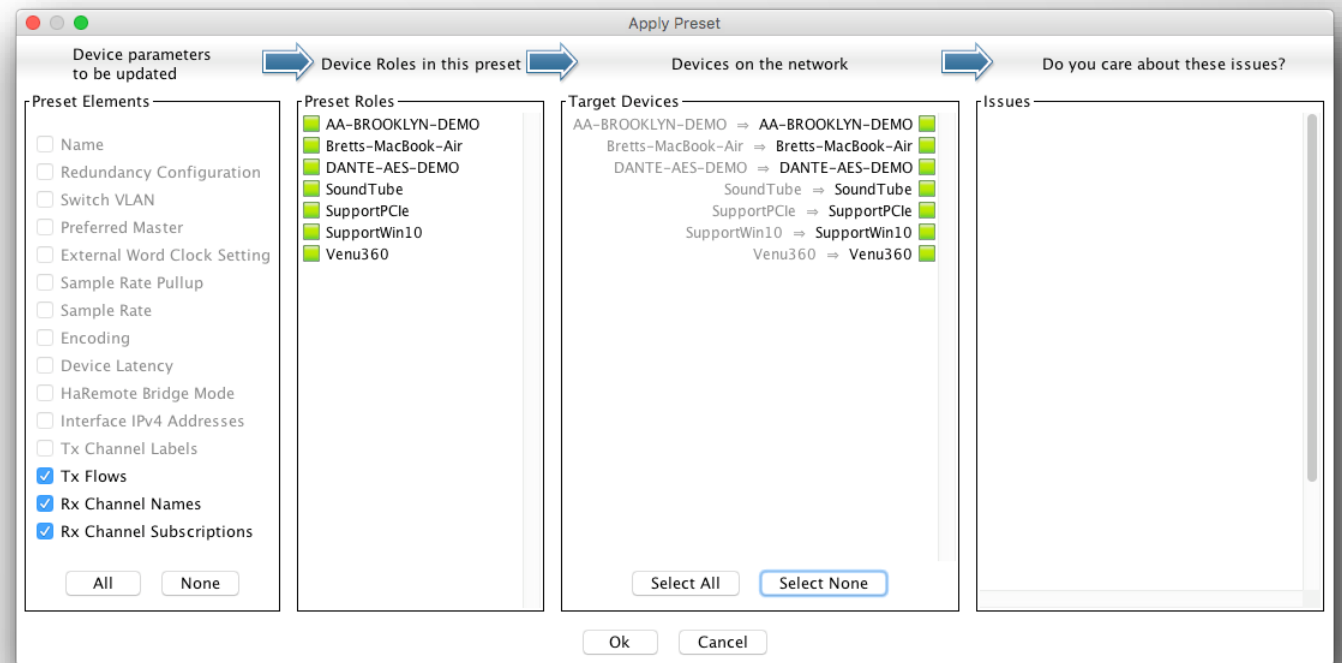 Apply Preset
Device parameters
to be updated
Device Roles in this preset
Devices on the network
Do you care about these issues?
Preset Elements
Name
Redundancy Configuration
Switch VLAN
Preferred Master
External Word Clock Setting
Sample Rate Pullup
Sample Rate
Encoding
Device Latency
HaRemote Bridge Mode
Interface IPv4 Addresses
Tx Channel Labels
Tx Flows
Rx Channel Names
Rx Channel Subscriptions
All None
Preset Roles
AA-BROOKLYN-DEMO
Bretts-MacBook-Air
DANTE-AES-DEMO
SoundTube
SupportPCIe
SupportWin10
Venu360
Target Devices
AA-BROOKLYN-DEMO ⇒ AA-BROOKLYN-DEMO
Bretts-MacBook-Air ⇒ Bretts-MacBook-Air
DANTE-AES-DEMO ⇒ DANTE-AES-DEMO
SoundTube ⇒ SoundTube
SupportPCIe ⇒ SupportPCIe
SupportWin10 ⇒ SupportWin10
Venu360 ⇒ Venu360
Select All Select None
Issues
Ok Cancel